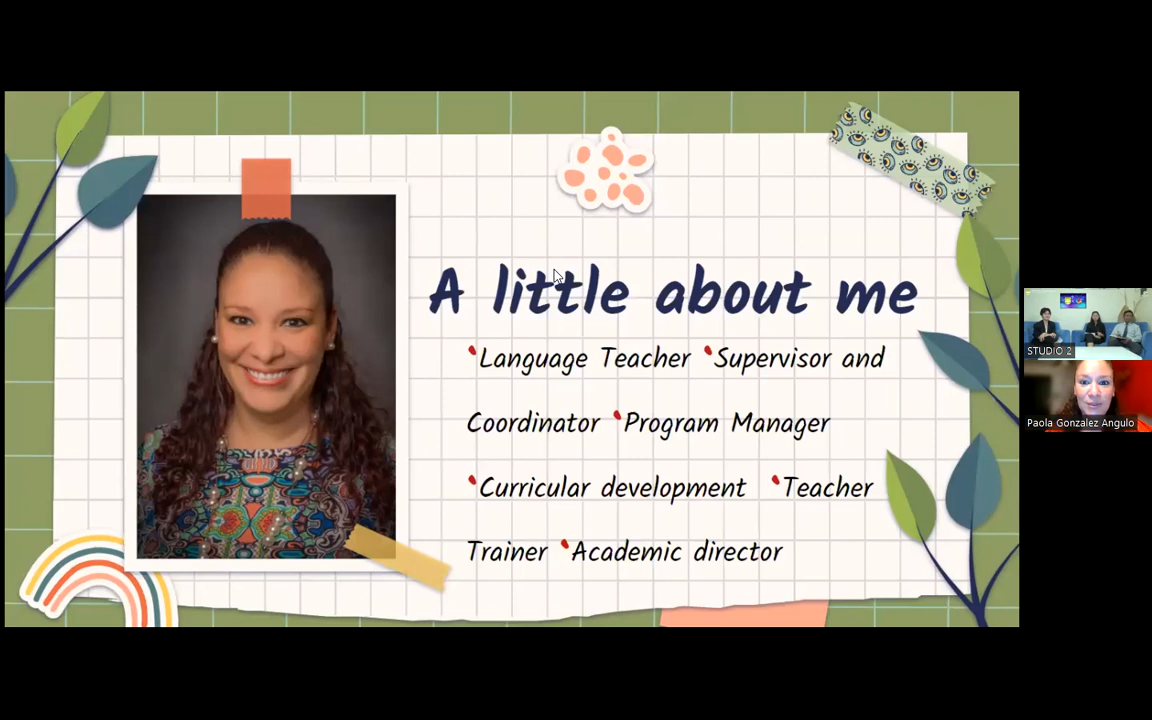 A little about me
Language Teacher Supervisor and
Coordinator Program Manager
Curricular development Teacher
Trainer Academic director
STUDIO 2
Paola Gonzalez Angulo